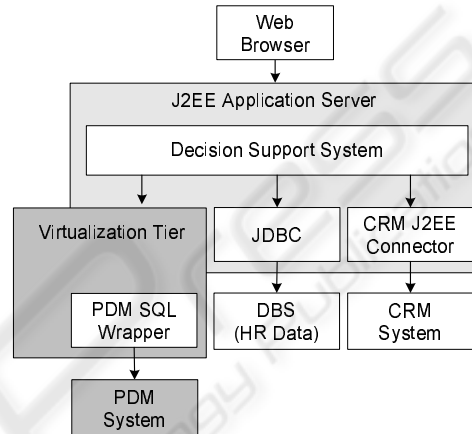 Web
Browser
J2EE Application Server
Decision Support System
Virtualization Tier
JDBC
CRM J2EE
Connector
PDM SQL
Wrapper
DBS
(HR Data)
CRM
System
PDM
System